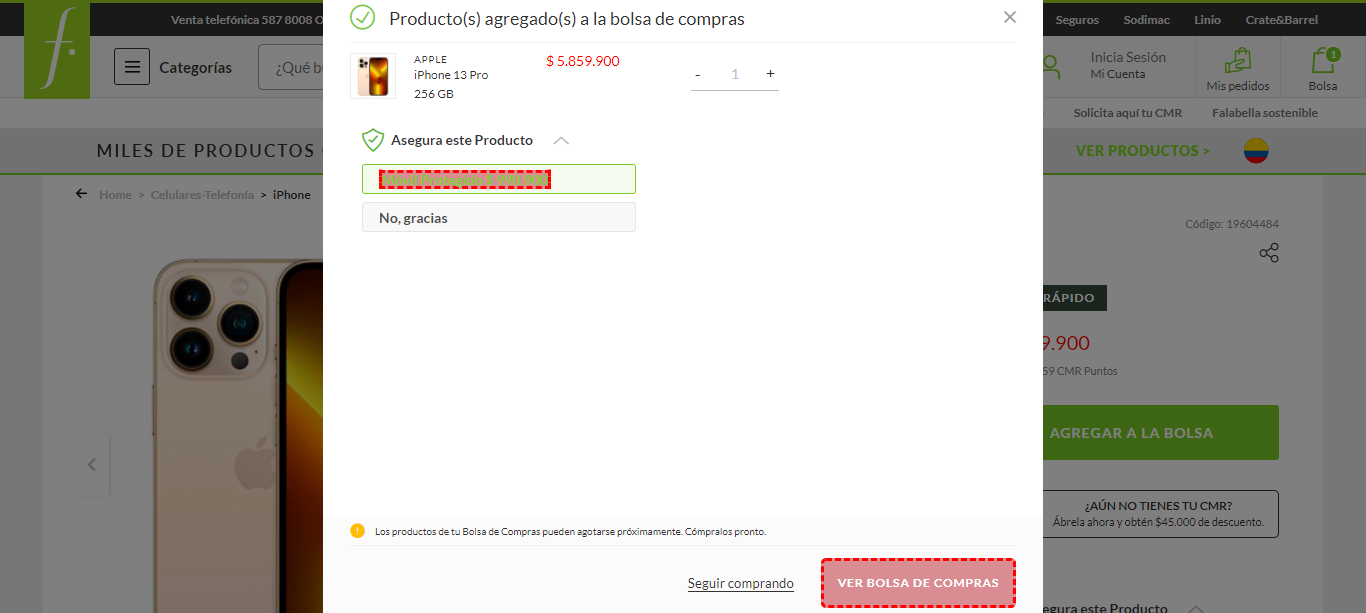 Venta telefónica 587 8008 O
Seguros Sodimac Linio Crate&Barrel
f.
Categorías
¿Qué bu
Inicia Sesión
Mi Cuenta
Mis pedidos
1
Bolsa
Solicita aquí tu CMR Falabella sostenible
MILES DE PRODUCTOS
VER PRODUCTOS >
Home > Celulares-Telefonía > iPhone
Producto(s) agregado(s) a la bolsa de compras
APPLE
iPhone 13 Pro
256 GB
$ 5.859.900
- 1 +
Asegura este Producto
Móvil Protegido
No, gracias
Los productos de tu Bolsa de Compras pueden agotarse próximamente. Cómpralos pronto.
Seguir comprando
VER BOLSA DE COMPRAS
Código: 19604484
RÁPIDO
9.900
59 CMR Puntos
AGREGAR A LA BOLSA
¿AÚN NO TIENES TU CMR?
Ábrela ahora y obtén $45.000 de descuento.
egura este Producto